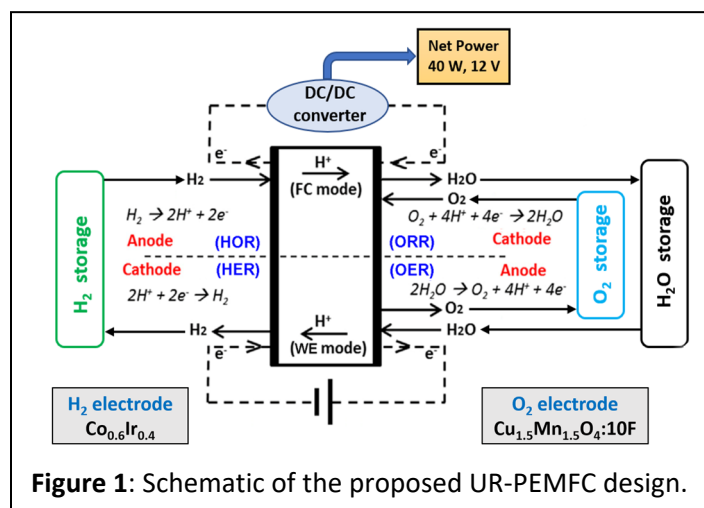 Net Power
40 W, 12 V
DC/DC
converter
e⁻
e⁻
H₂ storage
H2
H⁺
(FC mode)
H2O
O₂
H₂ → 2H⁺ + 2e⁻
O₂ + 4H⁺ + 4e⁻ → 2H₂O
Anode (HOR)
(ORR) Cathode
Cathode (HER)
(OER) Anode
2H⁺ + 2e⁻ → H₂
2H₂O → O₂ + 4H⁺ + 4e⁻
O₂ storage
H₂O storage
H2
H⁺
(WE mode)
O₂
H2O
e⁻
e⁻
H₂ electrode
Co₀.₆Ir₀.₄
O₂ electrode
Cu₁.₅Mn₁.₅O₄:10F
Figure 1: Schematic of the proposed UR-PEMFC design.